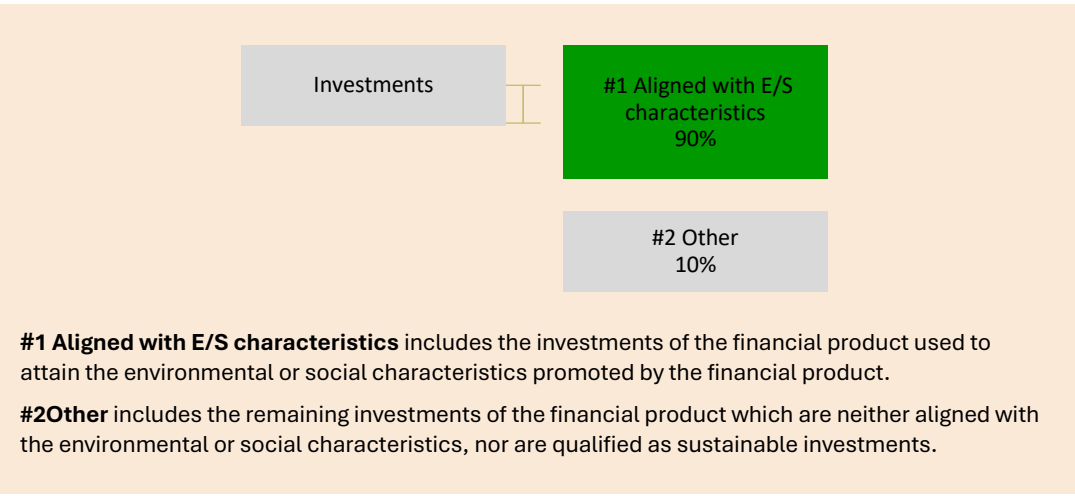 Investments
#1 Aligned with E/S
characteristics
90%
#2 Other
10%
#1 Aligned with E/S characteristics includes the investments of the financial product used to
attain the environmental or social characteristics promoted by the financial product.
#2Other includes the remaining investments of the financial product which are neither aligned with
the environmental or social characteristics, nor are qualified as sustainable investments.